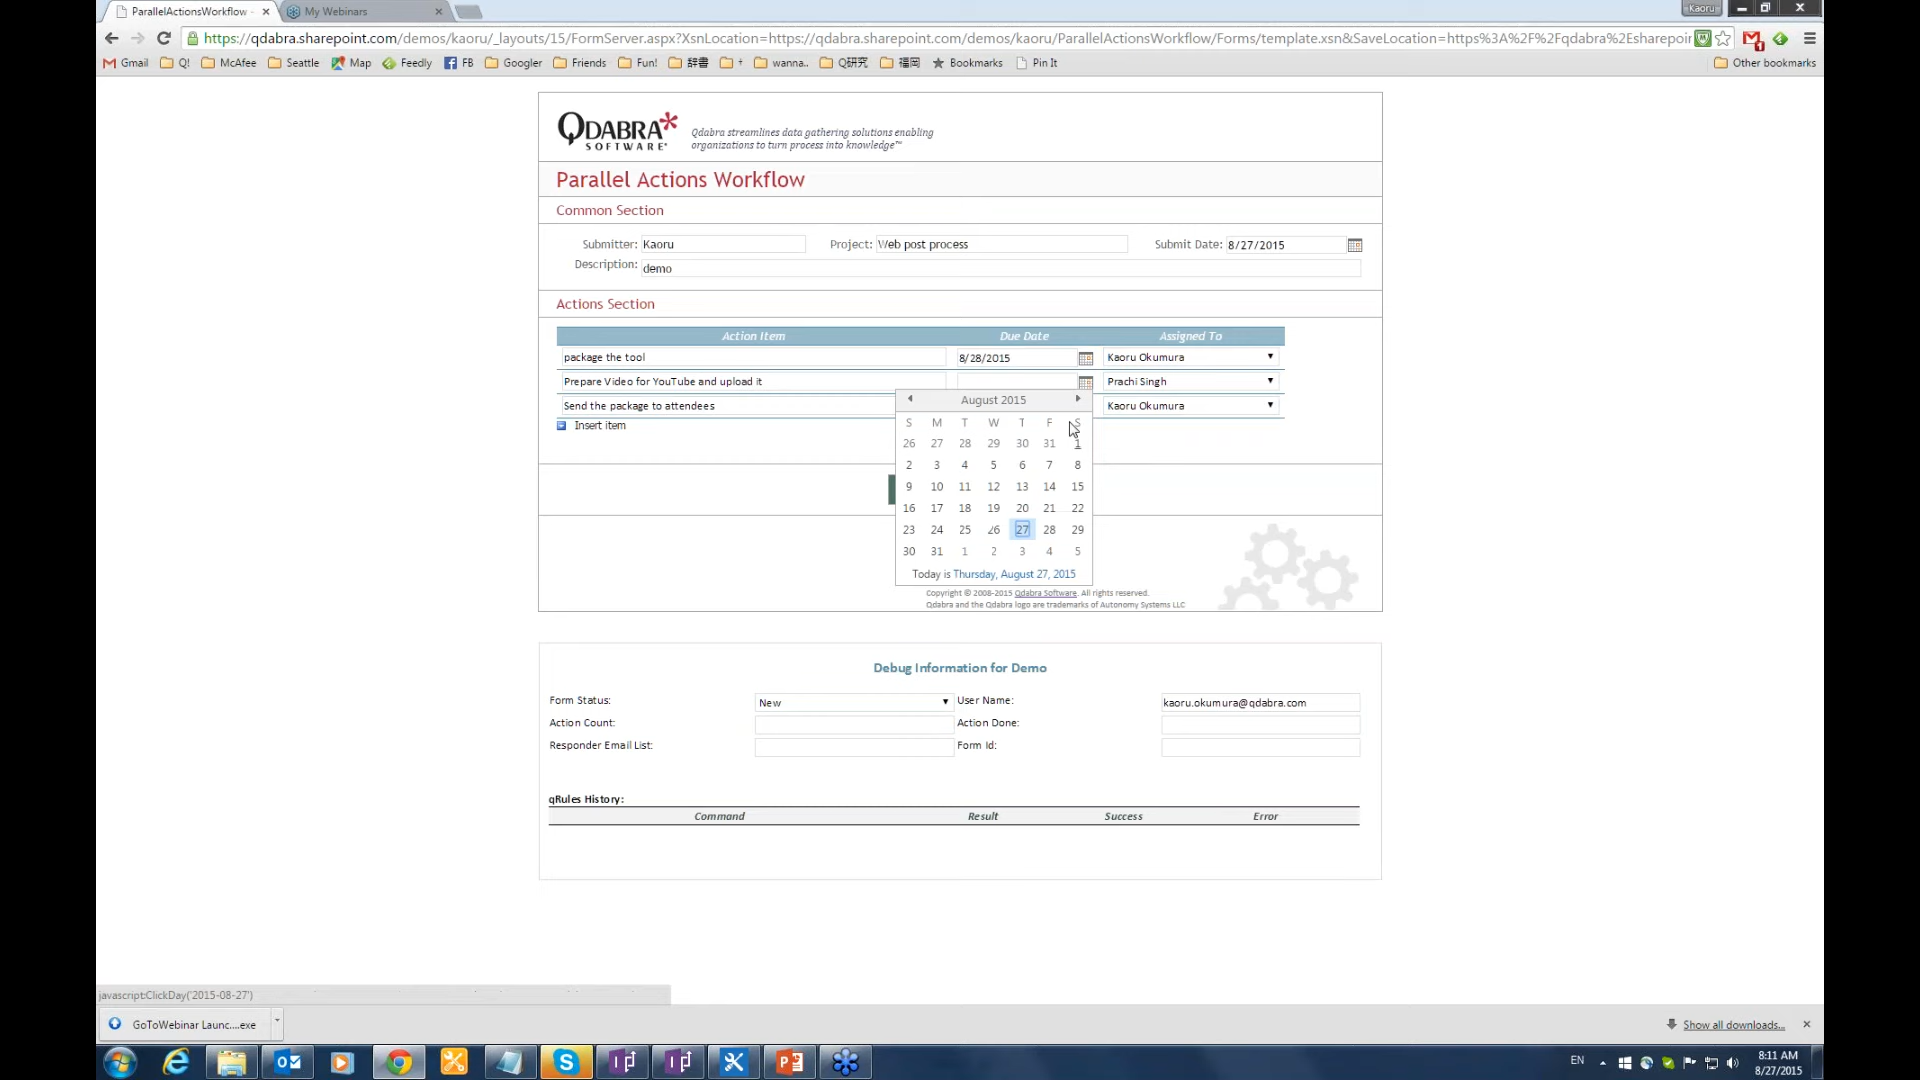 ParallelActionsWorkflow -
My Webinars
Kaoru
https://qdabra.sharepoint.com/demos/kaoru/_layouts/15/FormServer.aspx?XsnLocation=https://qdabra.sharepoint.com/demos/kaoru/ParallelActionsWorkflow/Forms/template.xsn&SaveLocation=https%3A%2F%2Fqdabra%2Esharepoin
Gmail Q! McAfee Seattle Map Feedly FB Googler Friends Fun! 辞書 † wanna.. Q研究 福岡 Bookmarks Pin It Other bookmarks
QDABRA
SOFTWARE
Qdabra streamlines data gathering solutions enabling
organizations to turn process into knowledge™
Parallel Actions Workflow
Common Section
Submitter: Kaoru Project: Web post process Submit Date: 8/27/2015
Description: demo
Actions Section
Action Item Due Date Assigned To
package the tool 8/28/2015 Kaoru Okumura
Prepare Video for YouTube and upload it Prachi Singh
Send the package to attendees Kaoru Okumura
Insert item
August 2015
S M T W T F S
26 27 28 29 30 31 1
2 3 4 5 6 7 8
9 10 11 12 13 14 15
16 17 18 19 20 21 22
23 24 25 26 27 28 29
30 31 1 2 3 4 5
Today is Thursday, August 27, 2015
Copyright © 2008-2015 Qdabra Software. All rights reserved.
Qdabra and the Qdabra logo are trademarks of Autonomy Systems LLC
Debug Information for Demo
Form Status: New User Name: kaoru.okumura@qdabra.com
Action Count: Action Done:
Responder Email List: Form Id:
qRules History:
Command Result Success Error
javascript:ClickDay('2015-08-27')
GoToWebinar Launc....exe
Show all downloads...
EN
8:11 AM
8/27/2015